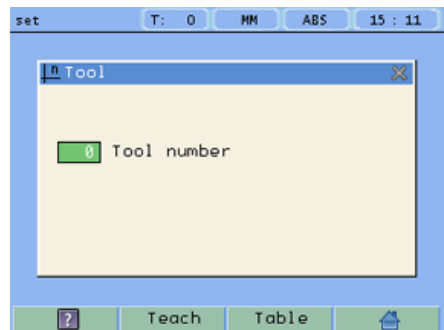 set T: 0 MM ABS 15 : 11
n Tool
0 Tool number
? Teach Table